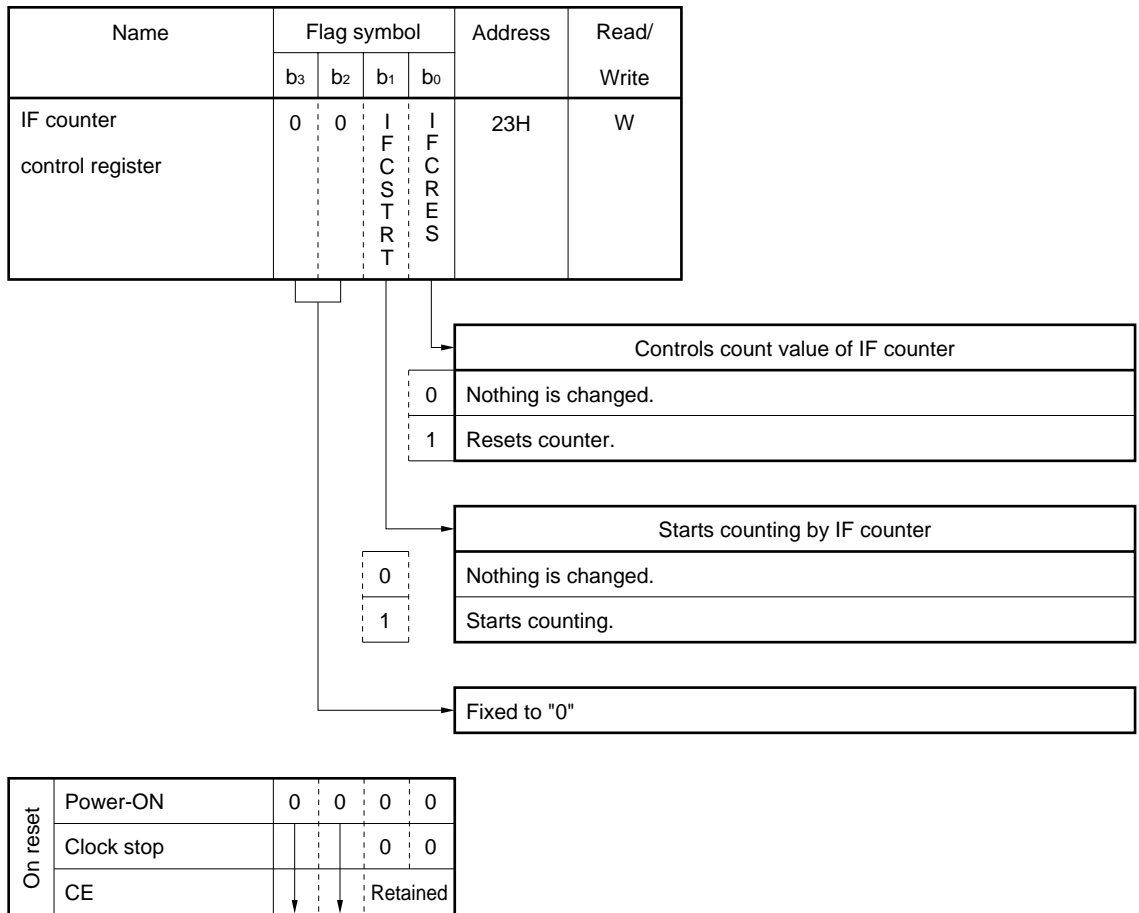 Name Flag symbol Address Read/
b3 b2 b1 b0 Write
IF counter 0 0 IFCSTRT IFCRES 23H W
control register
Controls count value of IF counter
0 Nothing is changed.
1 Resets counter.
Starts counting by IF counter
0 Nothing is changed.
1 Starts counting.
Fixed to "0"
On reset
Power-ON 0 0 0 0
Clock stop 0 0
CE Retained